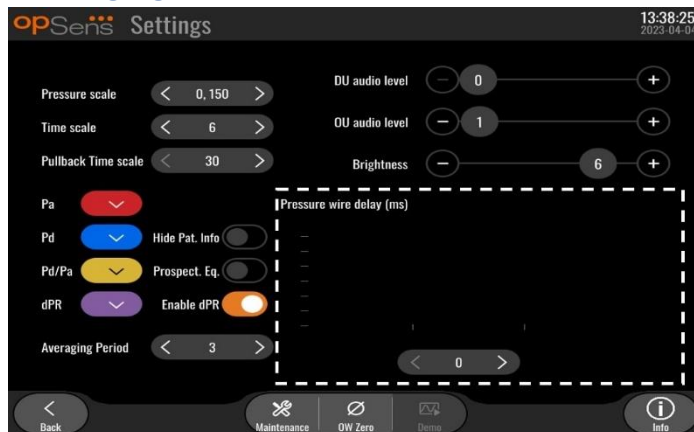 opSens Settings
13:38:25
2023-04-04
Pressure scale < 0, 150 >
Time scale < 6 >
Pullback Time scale < 30 >
DU audio level − 0 +
OU audio level − 1 +
Brightness − 6 +
Pa
Pd Hide Pat. Info
Pd/Pa Prospect. Eq.
dPR Enable dPR
Averaging Period < 3 >
Pressure wire delay (ms)
< 0 >
Back
Maintenance
OW Zero
Demo
Info